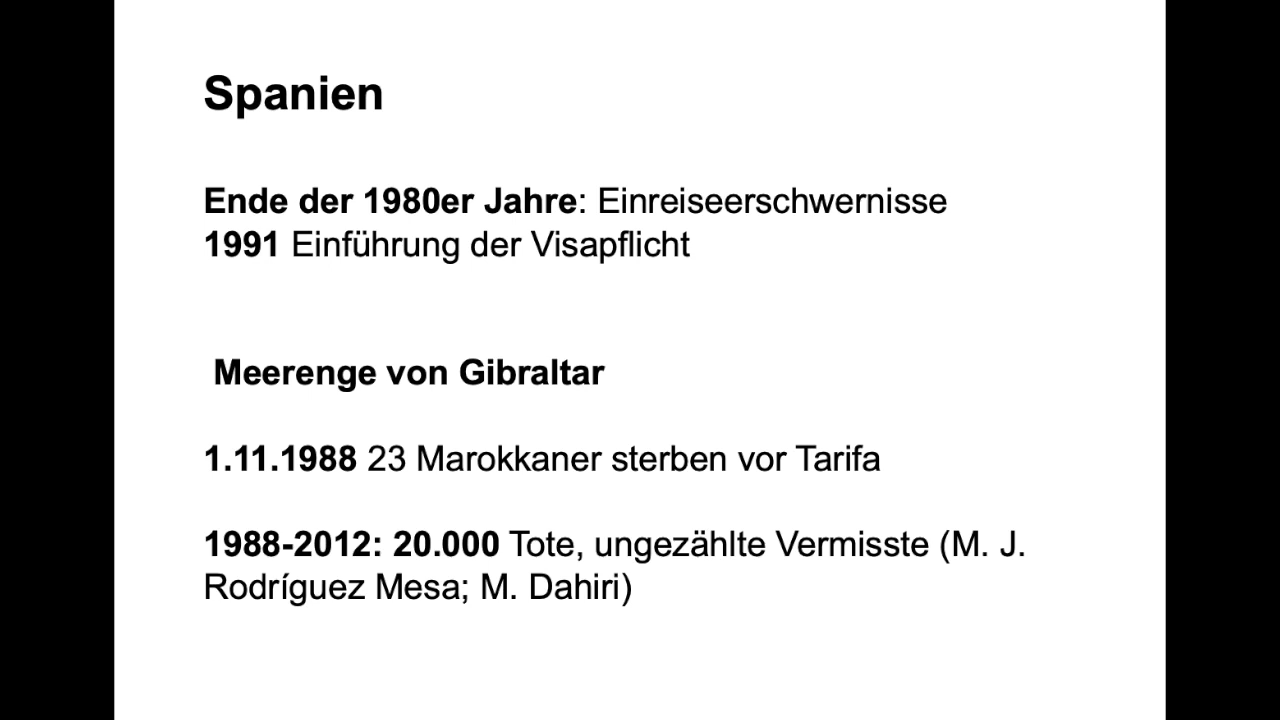 Spanien
Ende der 1980er Jahre: Einreiseerschwernisse
1991 Einführung der Visapflicht
Meerenge von Gibraltar
1.11.1988 23 Marokkaner sterben vor Tarifa
1988-2012: 20.000 Tote, ungezählte Vermisste (M. J.
Rodríguez Mesa; M. Dahiri)